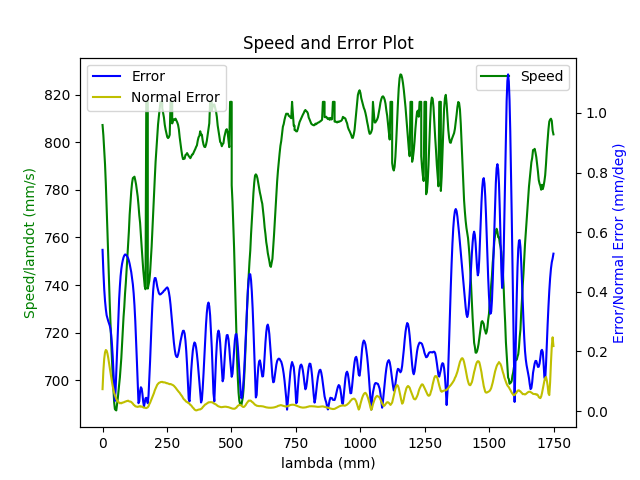 Speed and Error Plot
Error
Normal Error
Speed
820
800
780
760
740
720
700
Speed/lamdot (mm/s)
1.0
0.8
0.6
0.4
0.2
0.0
Error/Normal Error (mm/deg)
0 250 500 750 1000 1250 1500 1750
lambda (mm)